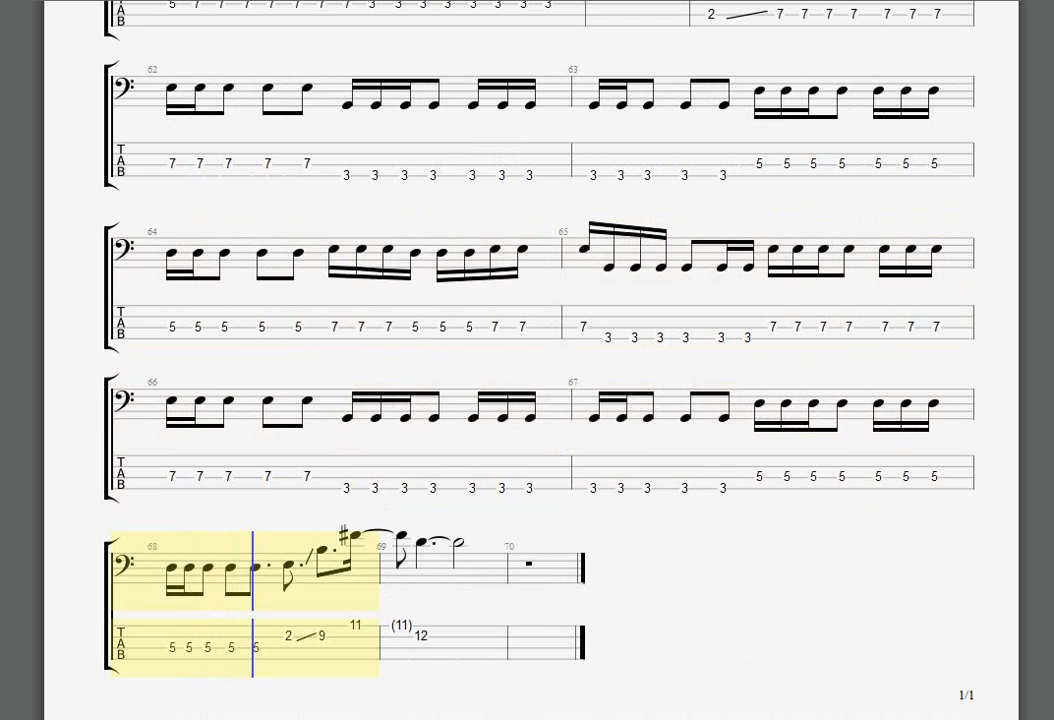 5 7 7 7 7 7 7 7 3 3 3 3 3 3 3 3
2 7 7 7 7 7 7 7
62 63
T
A 7 7 7 7 7 5 5 5 5 5 5 5
B 3 3 3 3 3 3 3 3 3 3 3 3
64 65
T
A 5 5 5 5 5 7 7 7 5 5 5 7 7 7 7 7 7 7 7 7 7
B 3 3 3 3 3 3
66 67
T
A 7 7 7 7 7 5 5 5 5 5 5 5
B 3 3 3 3 3 3 3 3 3 3 3 3
68 69 70
11 (11)
T 2 9 12
A 5 5 5 5 5
B
1/1